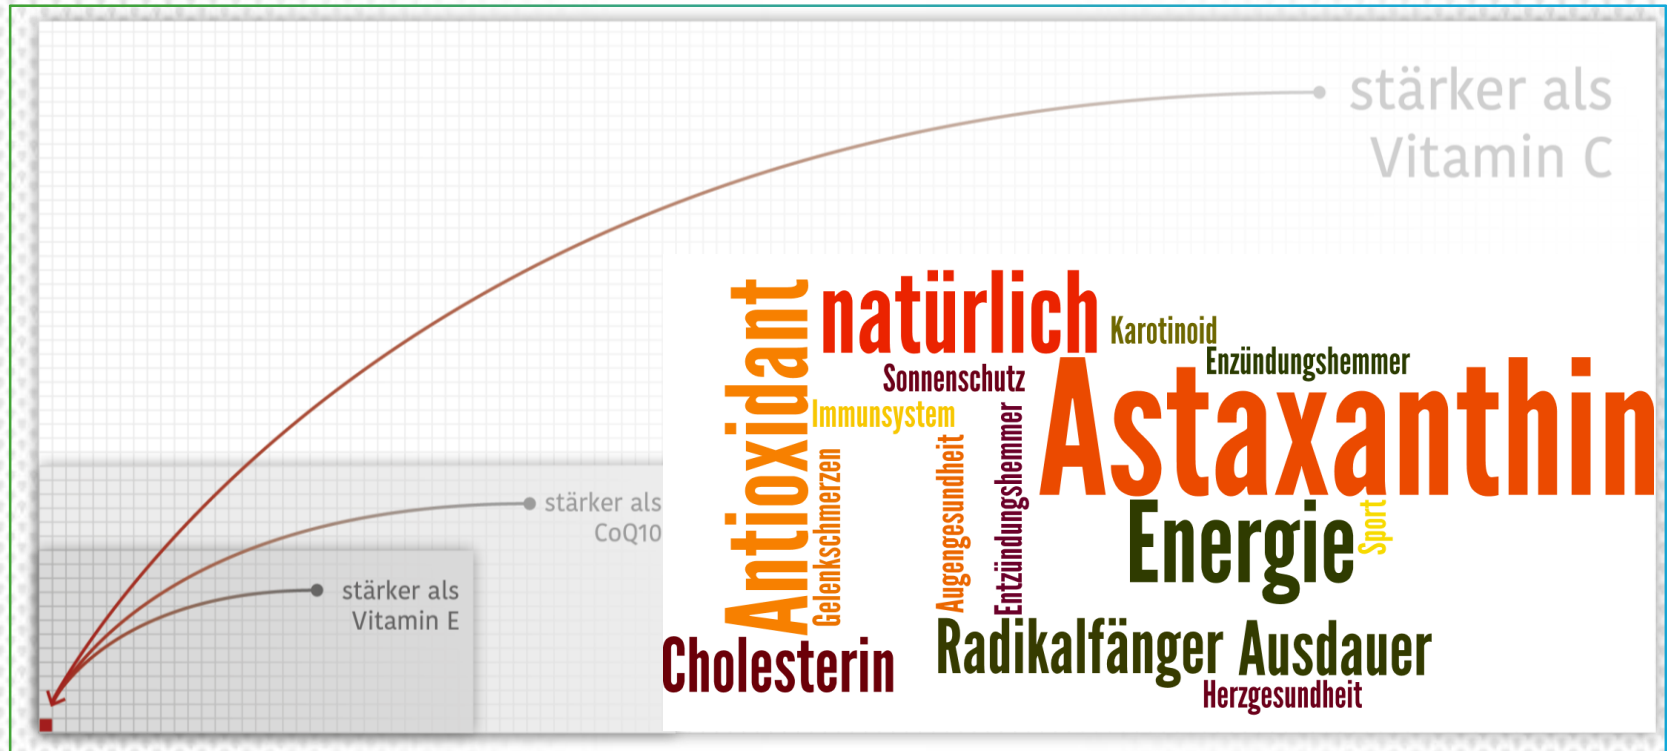 stärker als
Vitamin C
natürlich
Antioxidant
Karotinoid
Enzündungshemmer
Sonnenschutz
Astaxanthin
Immunsystem
Gelenkschmerzen
Augengesundheit
Entzündungshemmer
stärker als
CoQ10
Energie
Sport
stärker als
Vitamin E
Cholesterin
Radikalfänger
Ausdauer
Herzgesundheit